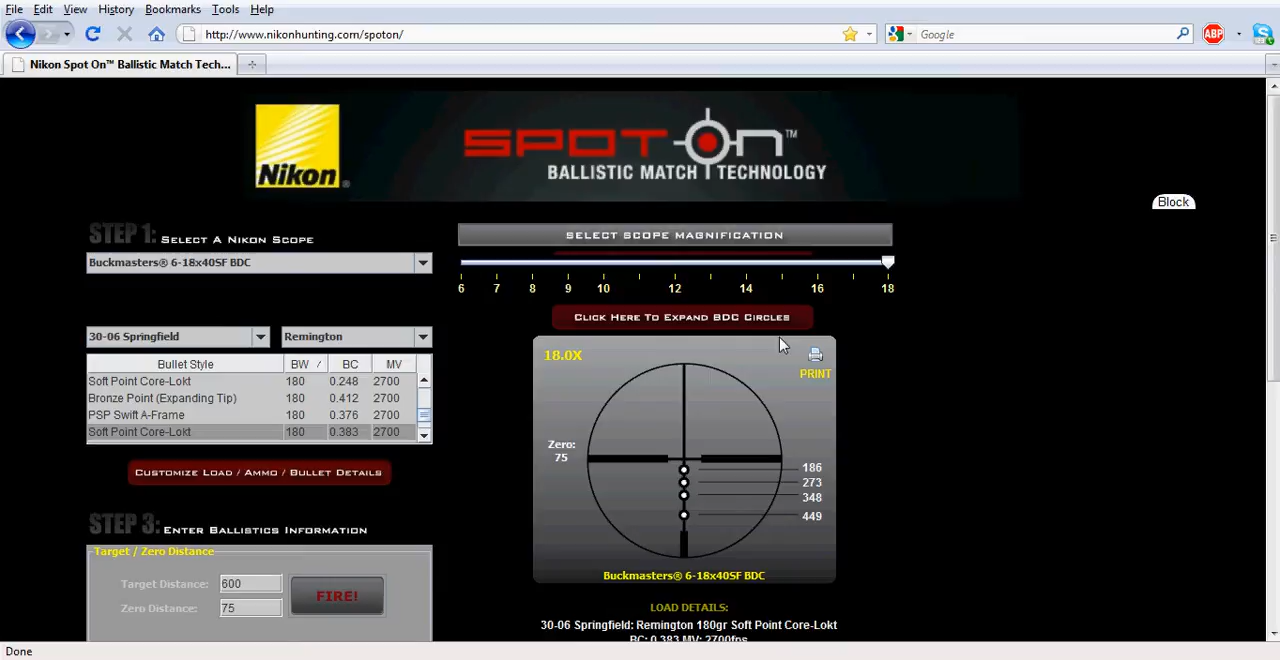 File Edit View History Bookmarks Tools Help
http://www.nikonhunting.com/spoton/
Google
ABP
Nikon Spot On™ Ballistic Match Tech...
Nikon®
SPOT-ON™
BALLISTIC MATCH TECHNOLOGY
Block
STEP 1: SELECT A NIKON SCOPE
Buckmasters® 6-18x40SF BDC
SELECT SCOPE MAGNIFICATION
6 7 8 9 10 12 14 16 18
CLICK HERE TO EXPAND BDC CIRCLES
30-06 Springfield
Remington
Bullet Style BW / BC MV
Soft Point Core-Lokt 180 0.248 2700
Bronze Point (Expanding Tip) 180 0.412 2700
PSP Swift A-Frame 180 0.376 2700
Soft Point Core-Lokt 180 0.383 2700
CUSTOMIZE LOAD / AMMO / BULLET DETAILS
18.0X
PRINT
Zero:
75
186
273
348
449
Buckmasters® 6-18x40SF BDC
STEP 3: ENTER BALLISTICS INFORMATION
Target / Zero Distance
Target Distance: 600
Zero Distance: 75
FIRE!
LOAD DETAILS:
30-06 Springfield: Remington 180gr Soft Point Core-Lokt
BC: 0.383 MV: 2700fps
Done